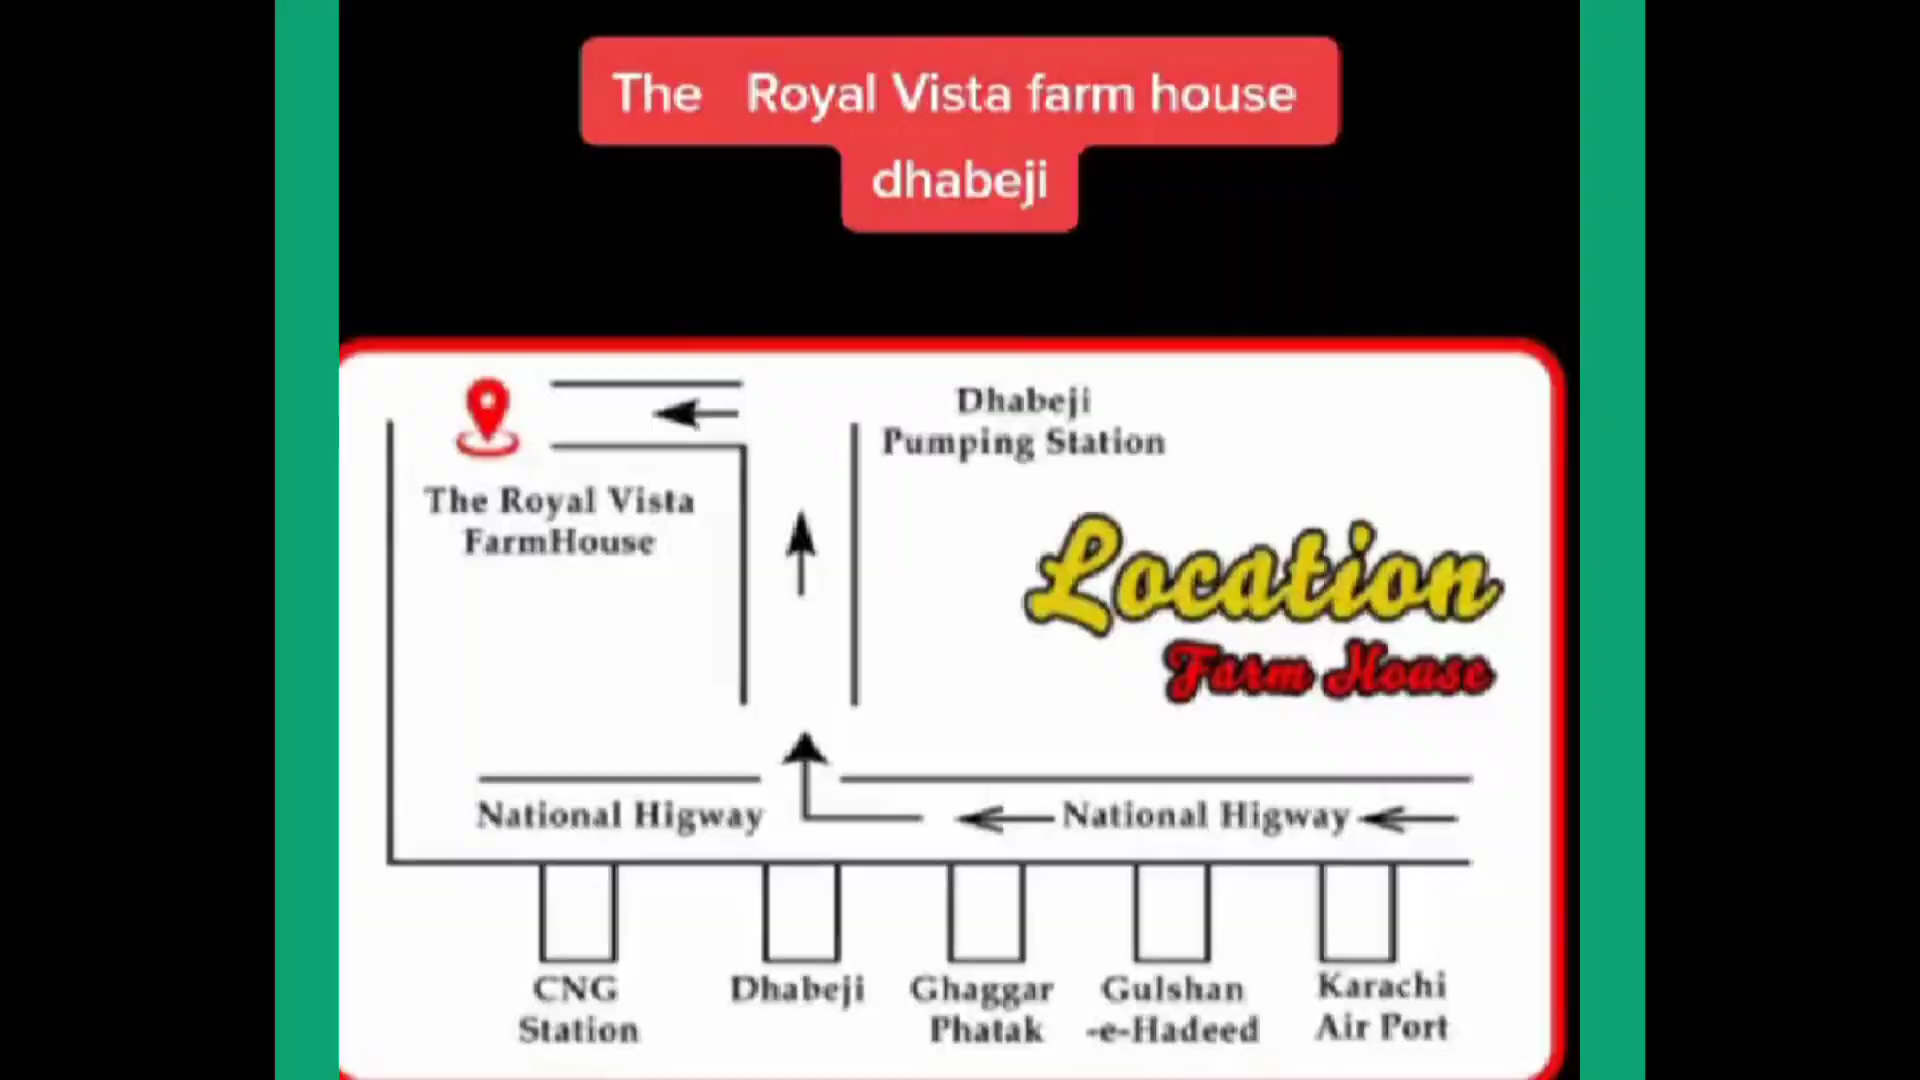 The Royal Vista farm house
dhabeji
Dhabeji
Pumping Station
The Royal Vista
FarmHouse
Location
Farm House
National Higway
National Higway
CNG
Station
Dhabeji
Ghaggar
Phatak
Gulshan
-e-Hadeed
Karachi
Air Port